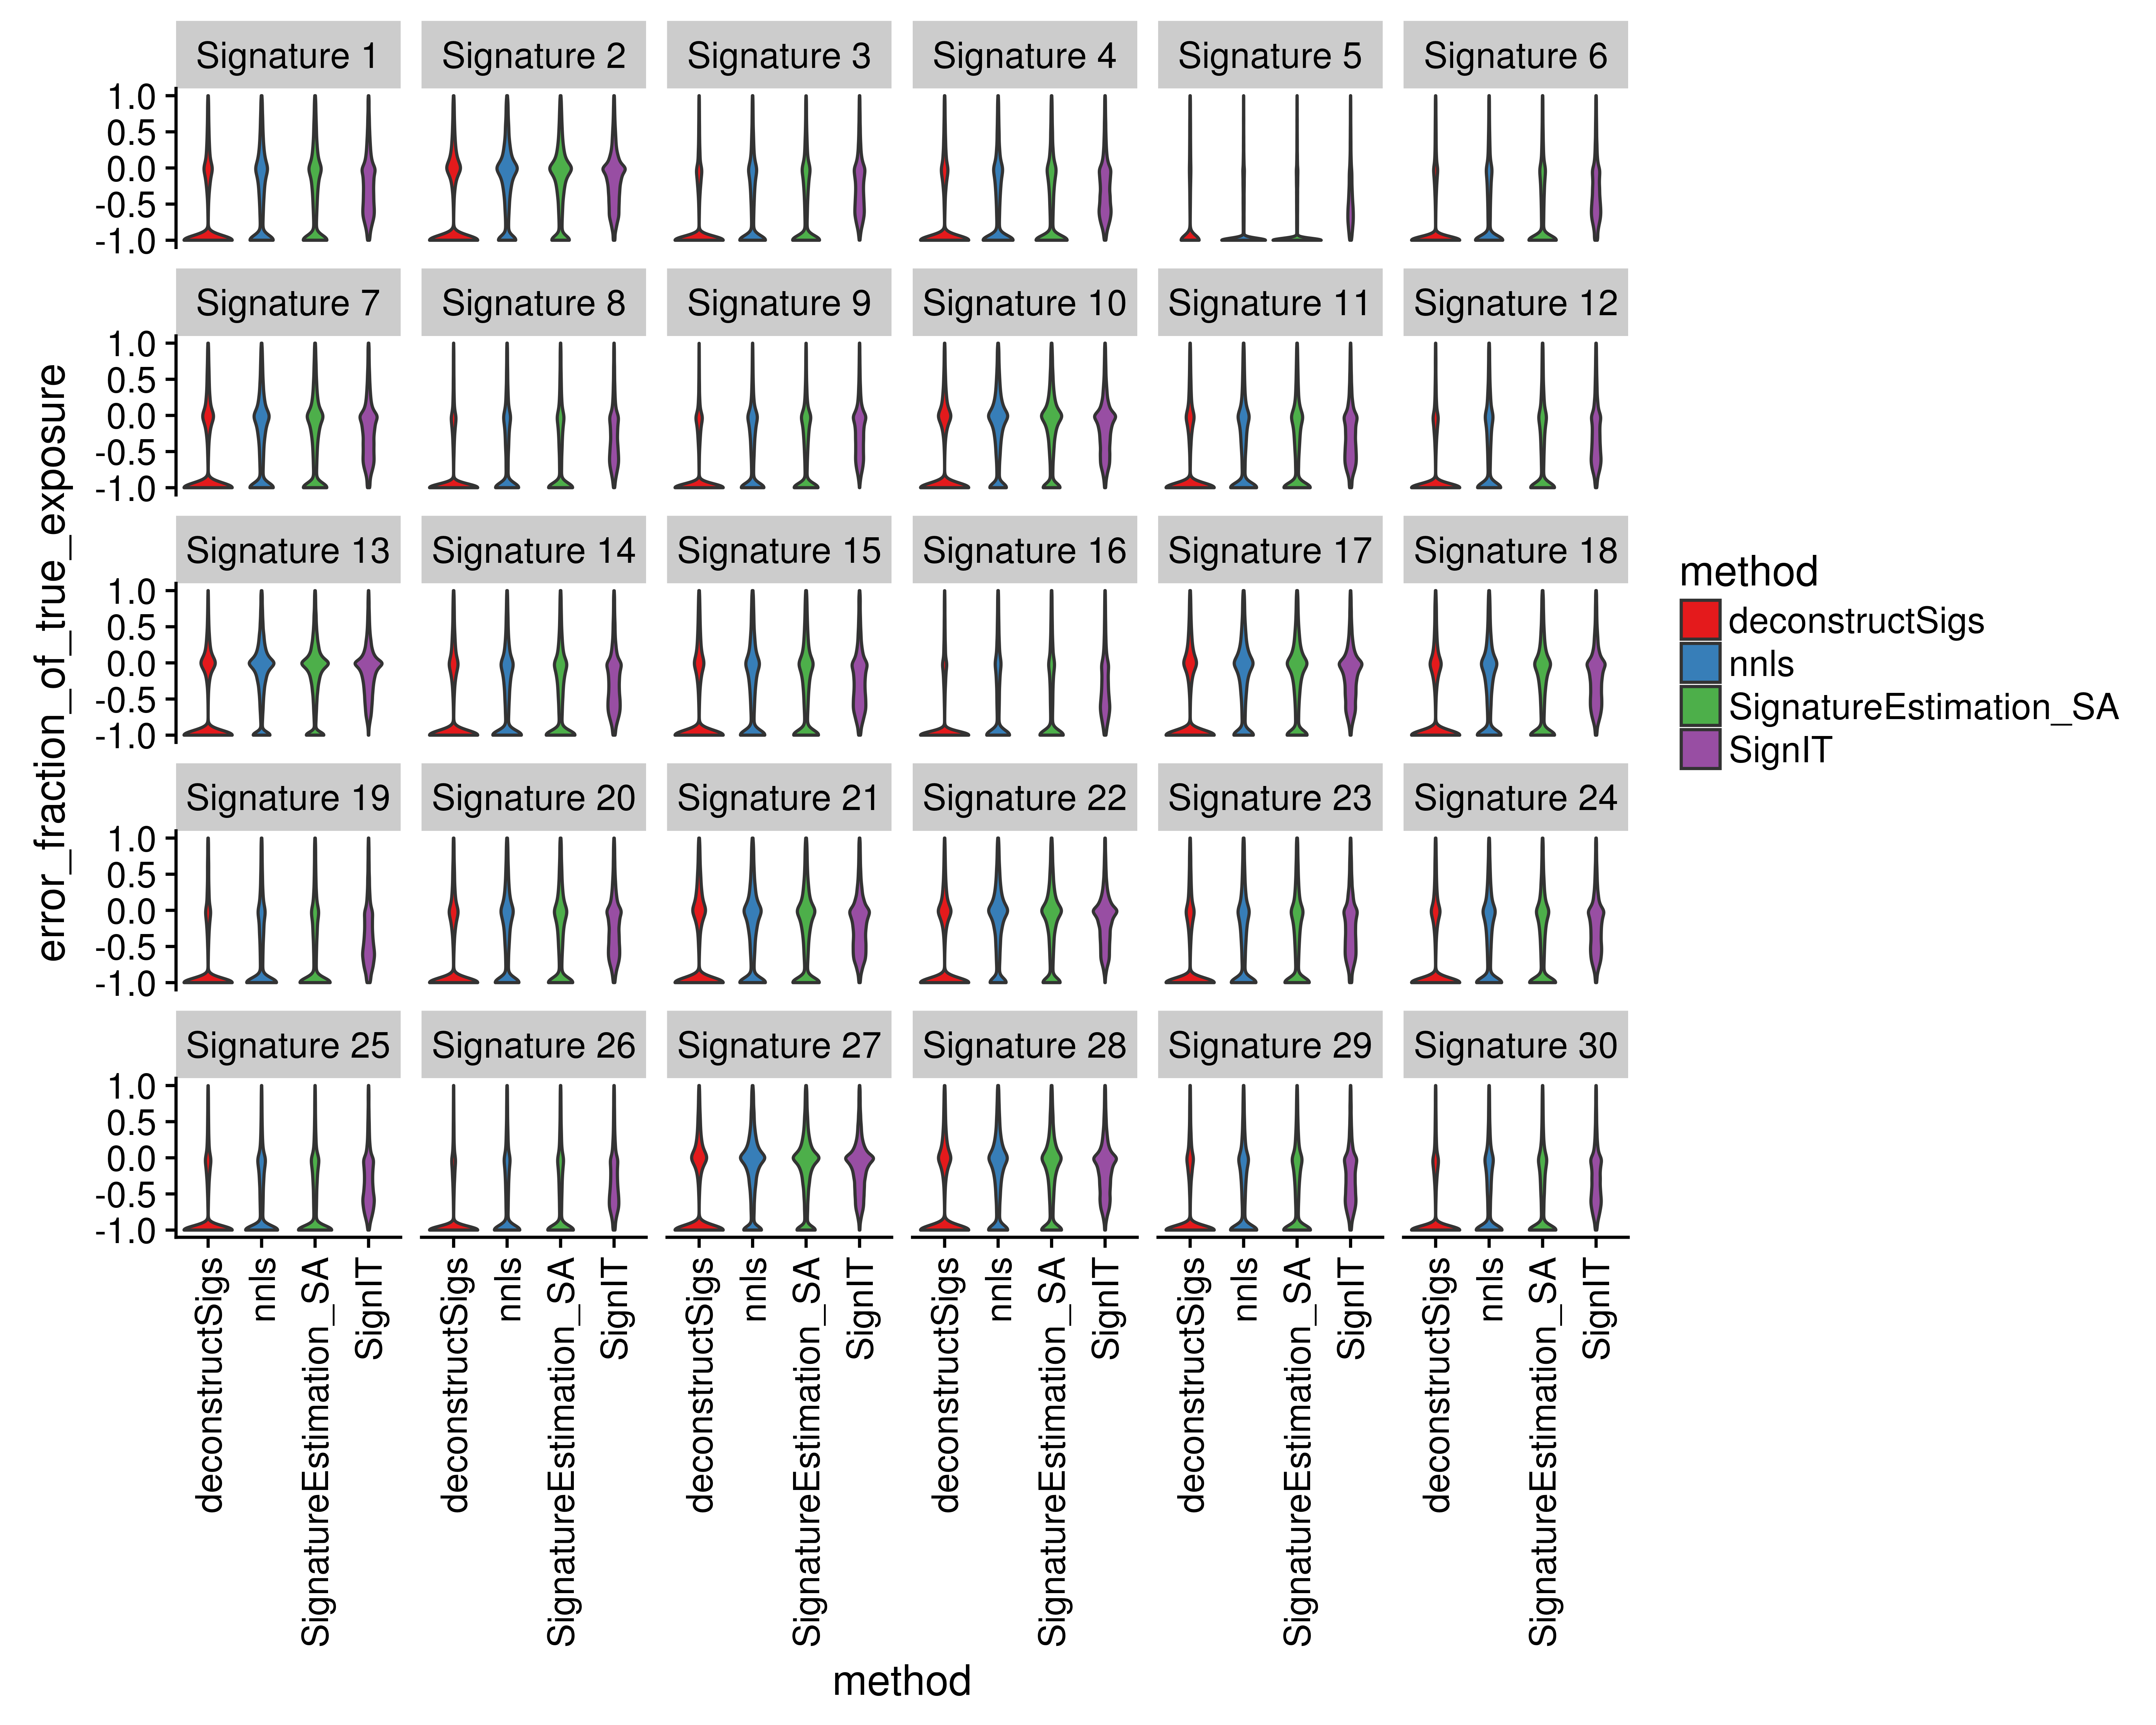 Signature 1 Signature 2 Signature 3 Signature 4 Signature 5 Signature 6
1.0
0.5
0.0
-0.5
-1.0
Signature 7 Signature 8 Signature 9 Signature 10 Signature 11 Signature 12
1.0
0.5
0.0
-0.5
-1.0
Signature 13 Signature 14 Signature 15 Signature 16 Signature 17 Signature 18
1.0
0.5
0.0
-0.5
-1.0
Signature 19 Signature 20 Signature 21 Signature 22 Signature 23 Signature 24
1.0
0.5
0.0
-0.5
-1.0
Signature 25 Signature 26 Signature 27 Signature 28 Signature 29 Signature 30
1.0
0.5
0.0
-0.5
-1.0
error_fraction_of_true_exposure
deconstructSigs
nnls
SignatureEstimation_SA
SignIT
deconstructSigs
nnls
SignatureEstimation_SA
SignIT
deconstructSigs
nnls
SignatureEstimation_SA
SignIT
deconstructSigs
nnls
SignatureEstimation_SA
SignIT
deconstructSigs
nnls
SignatureEstimation_SA
SignIT
deconstructSigs
nnls
SignatureEstimation_SA
SignIT
method
method
deconstructSigs
nnls
SignatureEstimation_SA
SignIT